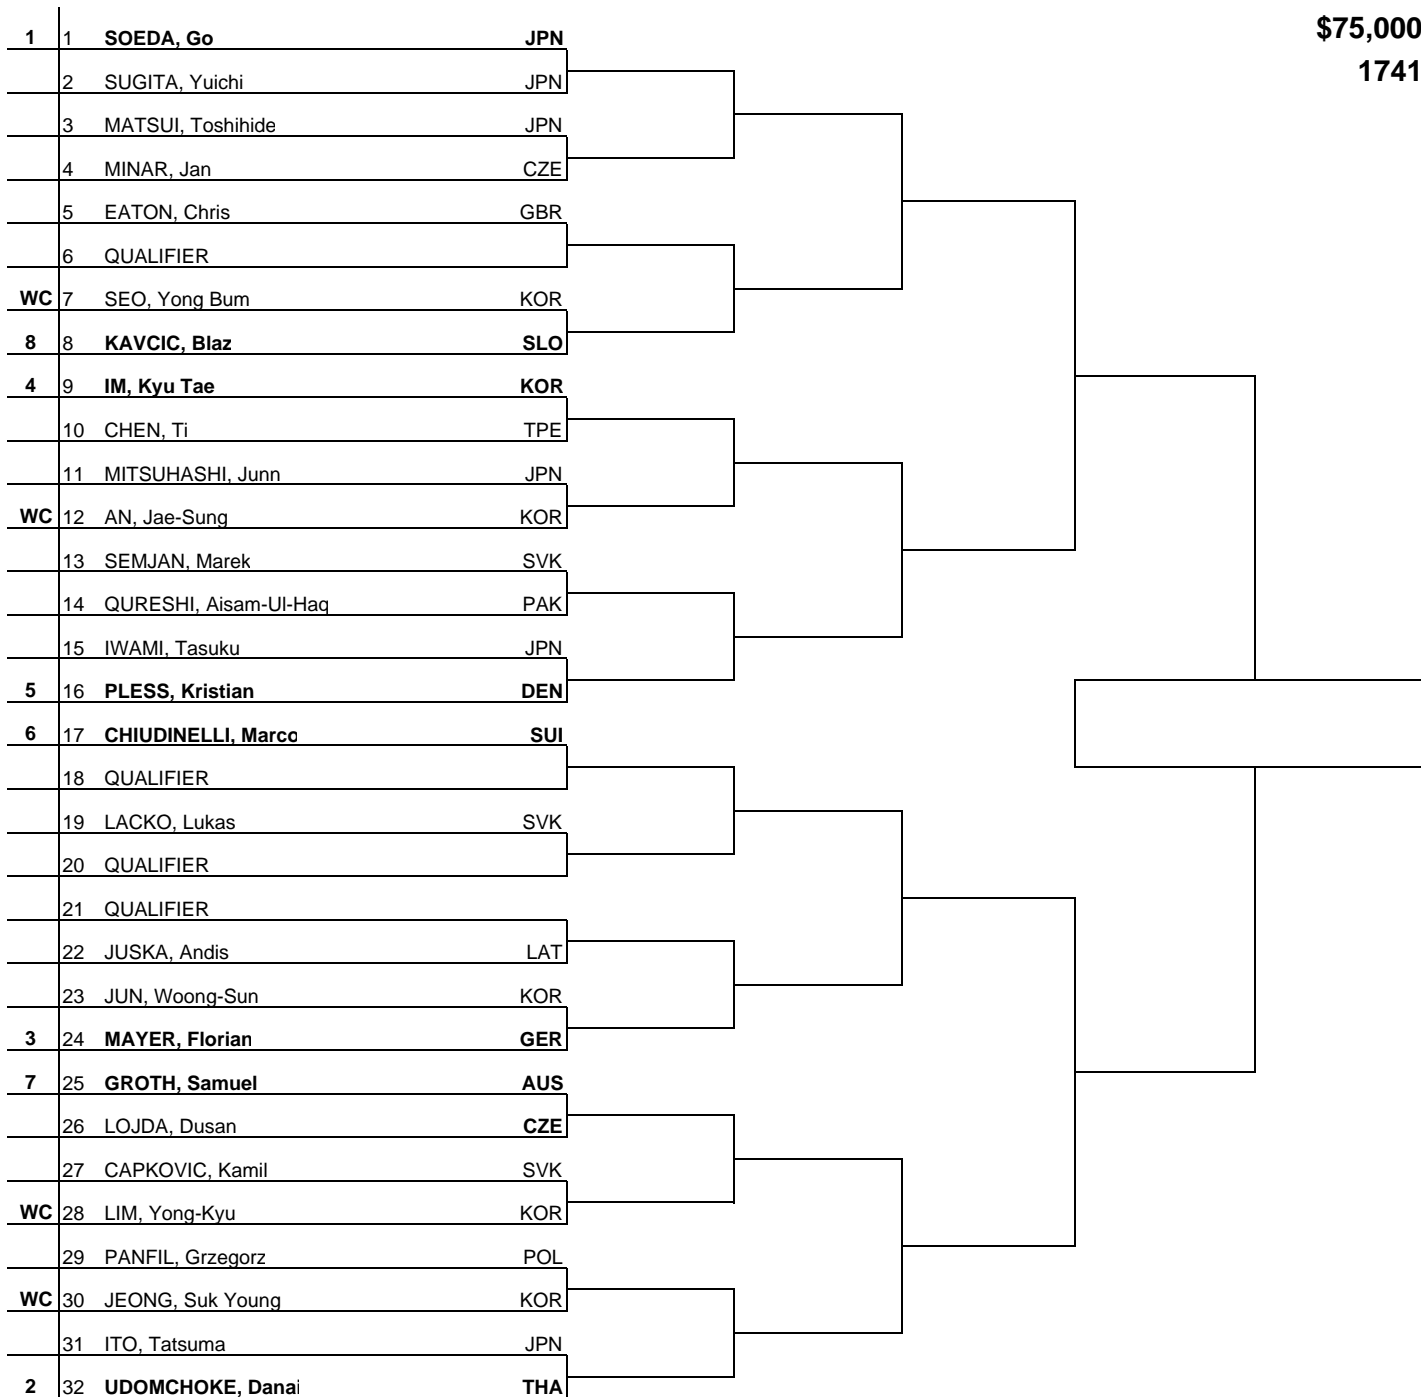 $75,000
1741
1 1 SOEDA, Go JPN
2 SUGITA, Yuichi JPN
3 MATSUI, Toshihide JPN
4 MINAR, Jan CZE
5 EATON, Chris GBR
6 QUALIFIER
WC 7 SEO, Yong Bum KOR
8 8 KAVCIC, Blaz SLO
4 9 IM, Kyu Tae KOR
10 CHEN, Ti TPE
11 MITSUHASHI, Junn JPN
WC 12 AN, Jae-Sung KOR
13 SEMJAN, Marek SVK
14 QURESHI, Aisam-Ul-Haq PAK
15 IWAMI, Tasuku JPN
5 16 PLESS, Kristian DEN
6 17 CHIUDINELLI, Marco SUI
18 QUALIFIER
19 LACKO, Lukas SVK
20 QUALIFIER
21 QUALIFIER
22 JUSKA, Andis LAT
23 JUN, Woong-Sun KOR
3 24 MAYER, Florian GER
7 25 GROTH, Samuel AUS
26 LOJDA, Dusan CZE
27 CAPKOVIC, Kamil SVK
WC 28 LIM, Yong-Kyu KOR
29 PANFIL, Grzegorz POL
WC 30 JEONG, Suk Young KOR
31 ITO, Tatsuma JPN
2 32 UDOMCHOKE, Danai THA